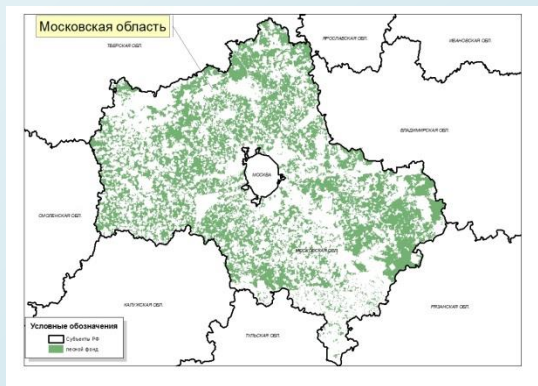 Московская область
ТВЕРСКАЯ ОБЛ.
ЯРОСЛАВСКАЯ ОБЛ.
ИВАНОВСКАЯ ОБЛ.
ВЛАДИМИРСКАЯ ОБЛ.
МОСКВА
СМОЛЕНСКАЯ ОБЛ.
МОСКОВСКАЯ ОБЛ.
КАЛУЖСКАЯ ОБЛ.
РЯЗАНСКАЯ ОБЛ.
ТУЛЬСКАЯ ОБЛ.
Условные обозначения
Субъекты РФ
лесной фонд